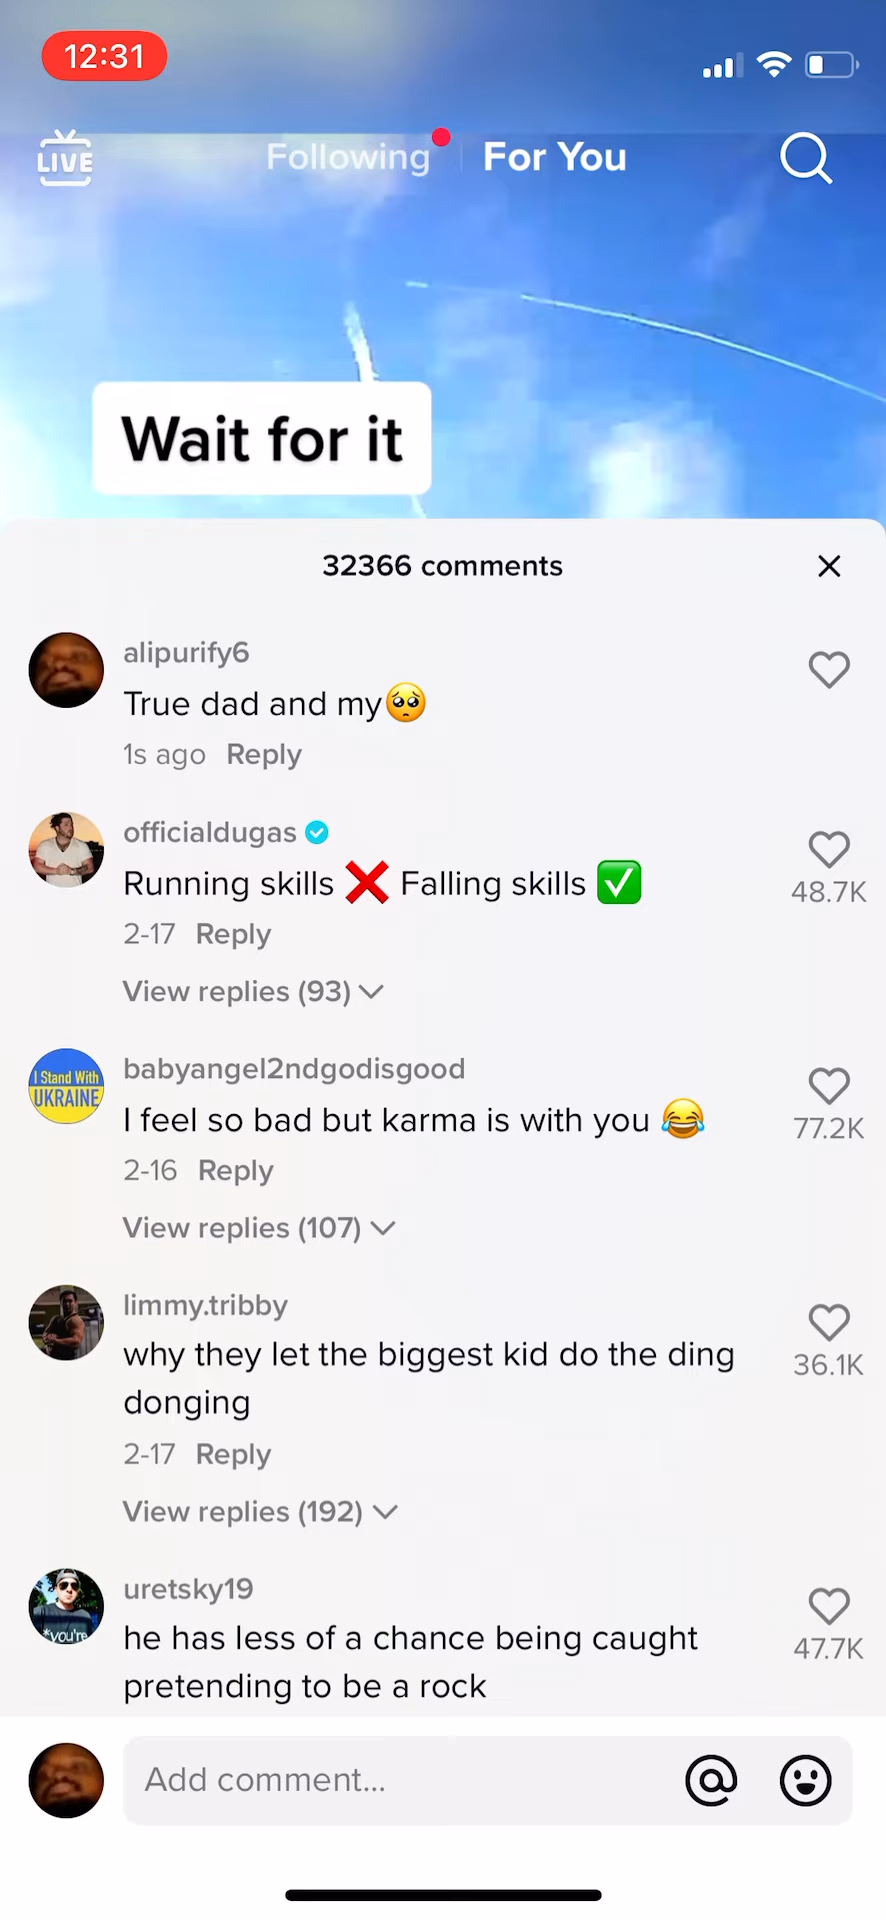 12:31
LIVE
Following
For You
Wait for it
32366 comments
alipurify6
True dad and my🥺
1s ago Reply
officialdugas
Running skills ❌ Falling skills ✅
48.7K
2-17 Reply
View replies (93)
I Stand With
UKRAINE
babyangel2ndgodisgood
I feel so bad but karma is with you 😂
77.2K
2-16 Reply
View replies (107)
limmy.tribby
why they let the biggest kid do the ding
donging
36.1K
2-17 Reply
View replies (192)
uretsky19
*you're
he has less of a chance being caught
pretending to be a rock
47.7K
Add comment...
@